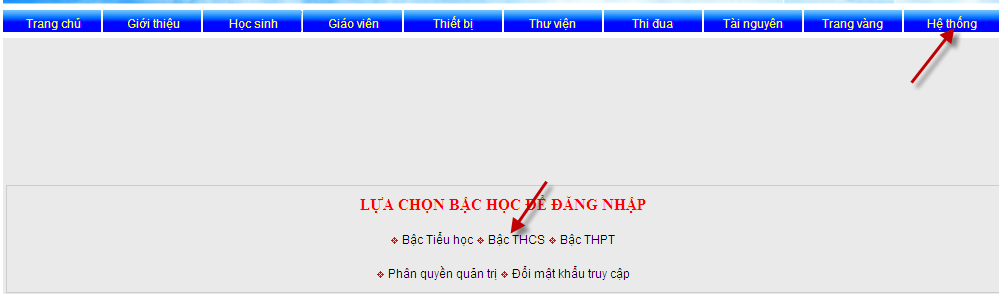 Trang chủ Giới thiệu Học sinh Giáo viên Thiết bị Thư viện Thi đua Tài nguyên Trang vàng Hệ thống
LỰA CHỌN BẬC HỌC ĐỂ ĐĂNG NHẬP
❖ Bậc Tiểu học ❖ Bậc THCS ❖ Bậc THPT
❖ Phân quyền quản trị ❖ Đổi mật khẩu truy cập